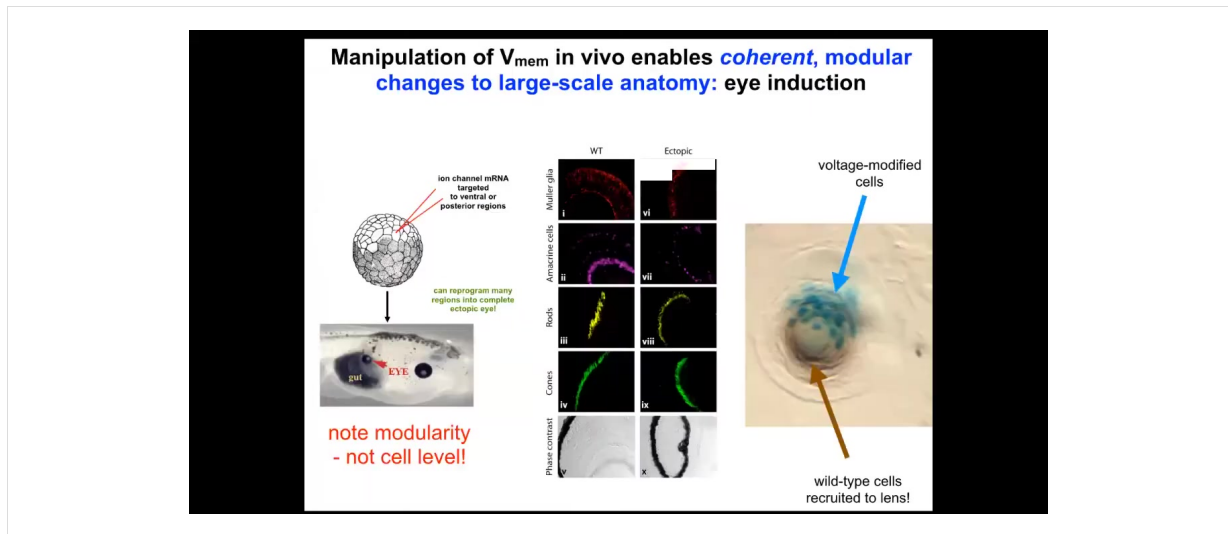 Manipulation of Vmem in vivo enables coherent, modular
changes to large-scale anatomy: eye induction
ion channel mRNA
targeted
to ventral or
posterior regions
can reprogram many
regions into complete
ectopic eye!
gut
EYE
note modularity
- not cell level!
WT
Ectopic
Muller glia
i
vi
Amacrine cells
ii
vii
Rods
iii
viii
Cones
iv
ix
Phase contrast
v
x
voltage-modified
cells
wild-type cells
recruited to lens!